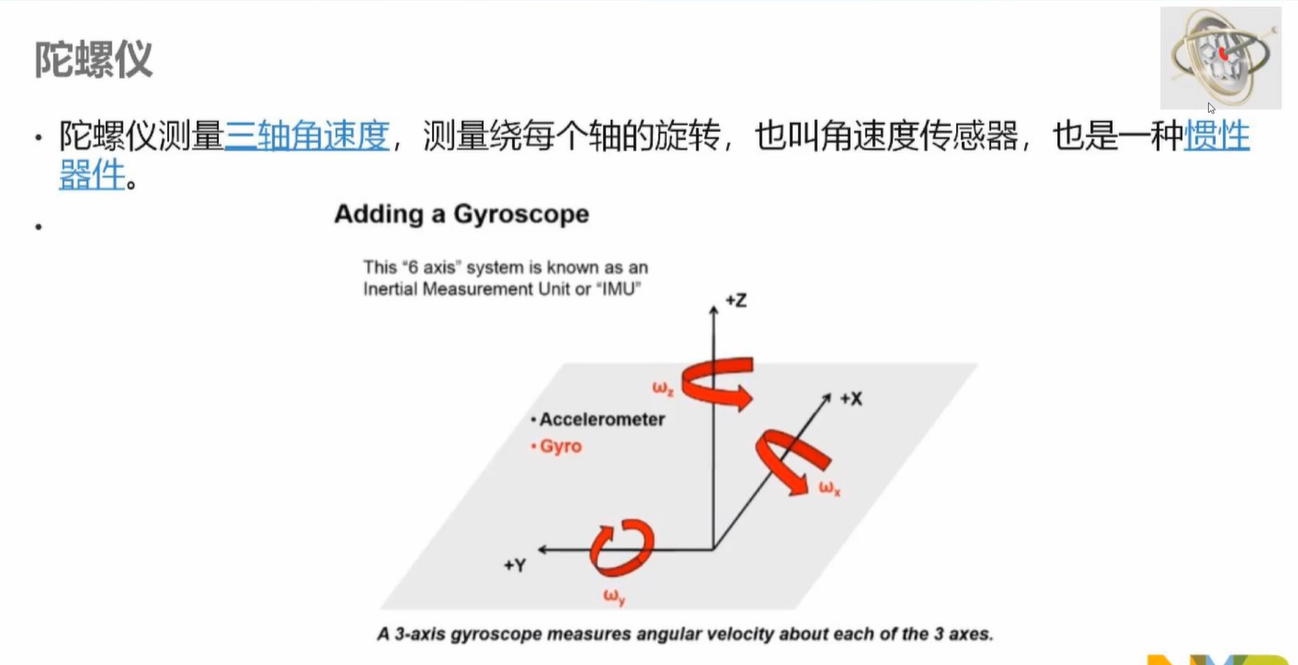 陀螺仪
• 陀螺仪测量三轴角速度，测量绕每个轴的旋转，也叫角速度传感器，也是一种惯性
器件。
•
Adding a Gyroscope
This “6 axis” system is known as an
Inertial Measurement Unit or “IMU”
+Z
ωz
+X
• Accelerometer
• Gyro
ωx
+Y
ωy
A 3-axis gyroscope measures angular velocity about each of the 3 axes.